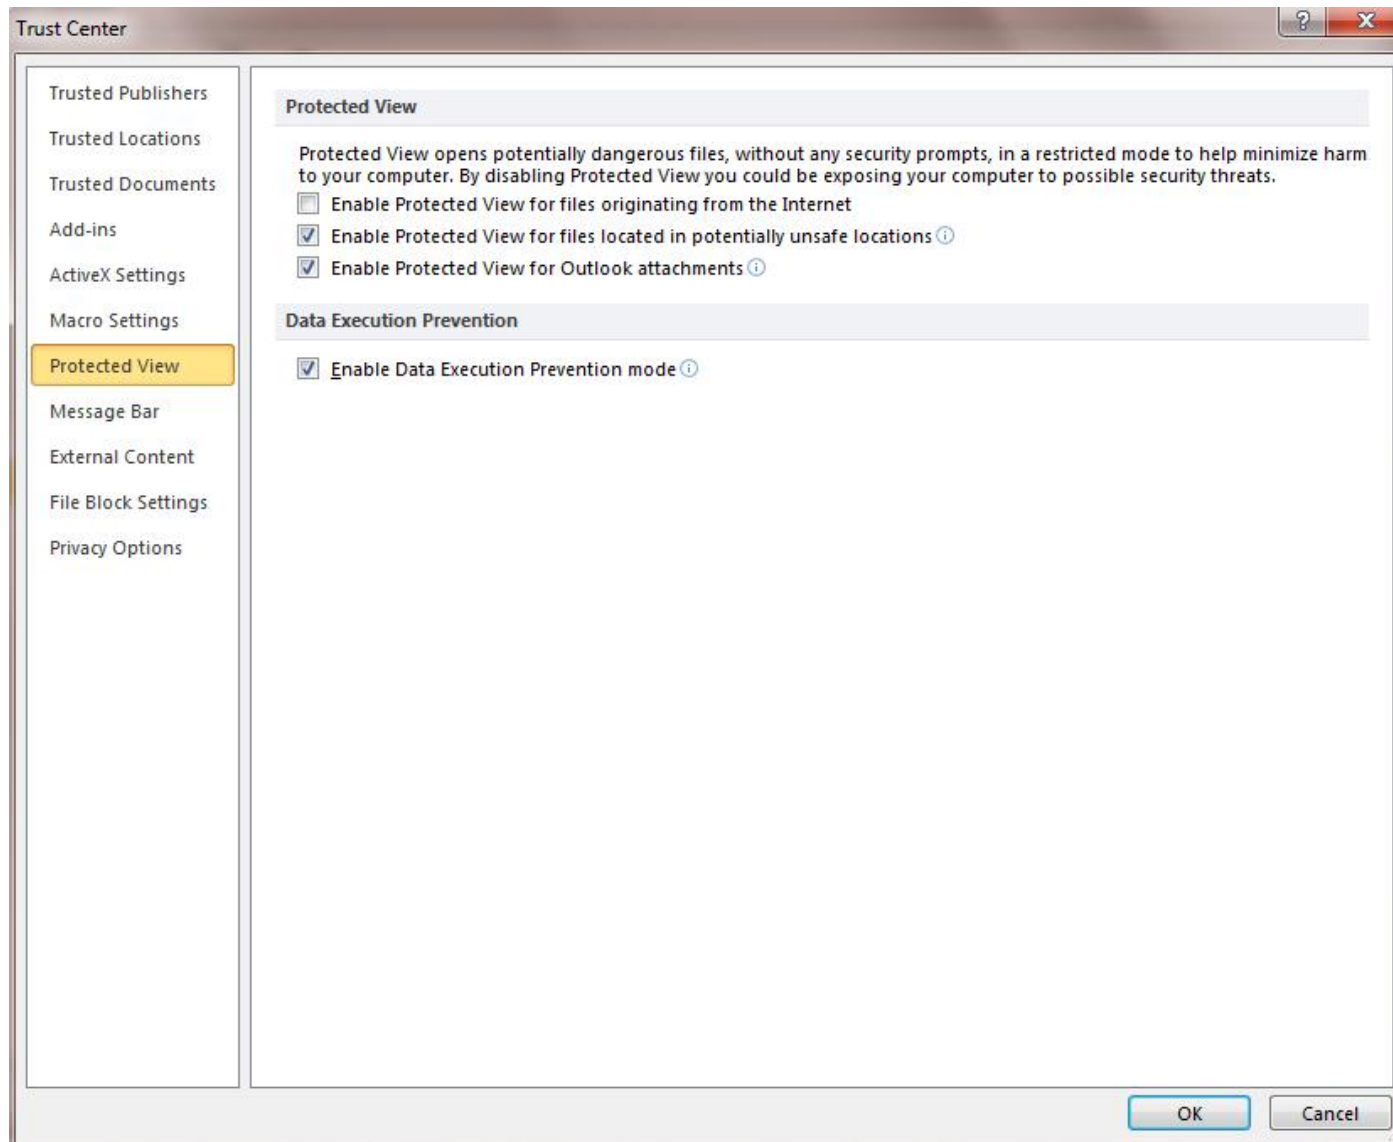 Trust Center
Trusted Publishers
Trusted Locations
Trusted Documents
Add-ins
ActiveX Settings
Macro Settings
Protected View
Message Bar
External Content
File Block Settings
Privacy Options
Protected View
Protected View opens potentially dangerous files, without any security prompts, in a restricted mode to help minimize harm
to your computer. By disabling Protected View you could be exposing your computer to possible security threats.
Enable Protected View for files originating from the Internet
Enable Protected View for files located in potentially unsafe locations
Enable Protected View for Outlook attachments
Data Execution Prevention
Enable Data Execution Prevention mode
OK
Cancel